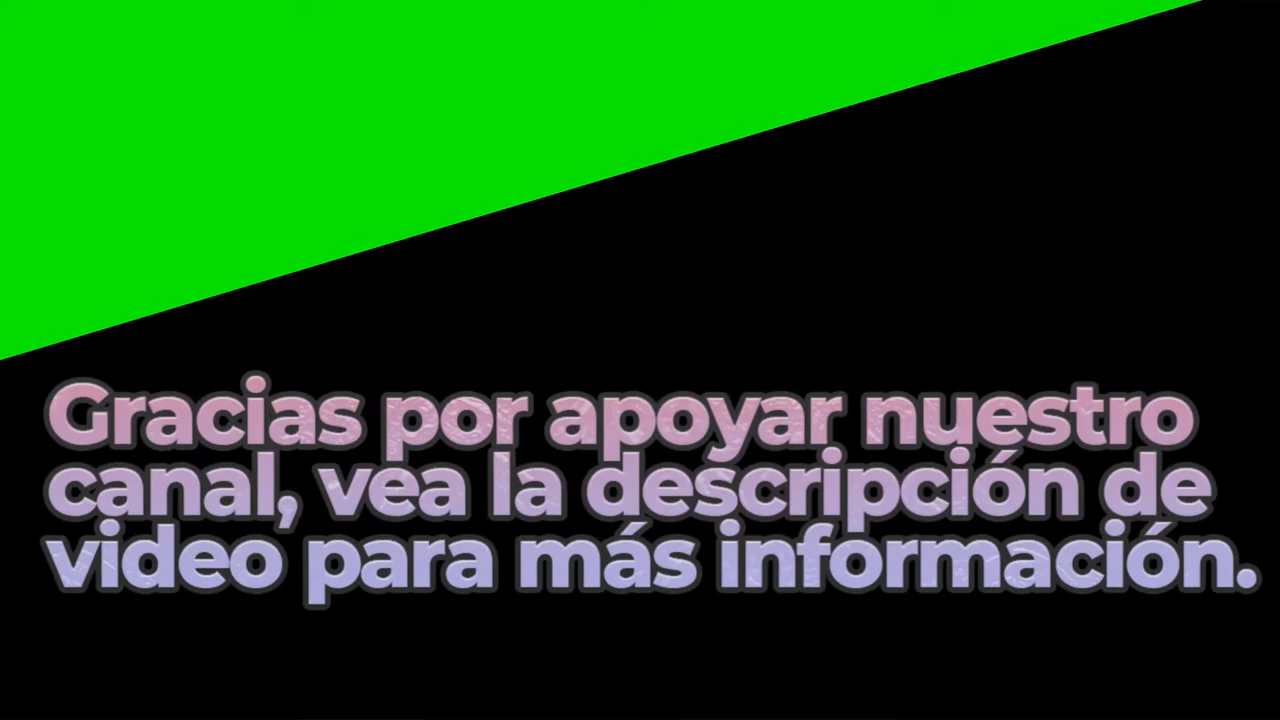 Gracias por apoyar nuestro
canal, vea la descripción de
video para más información.